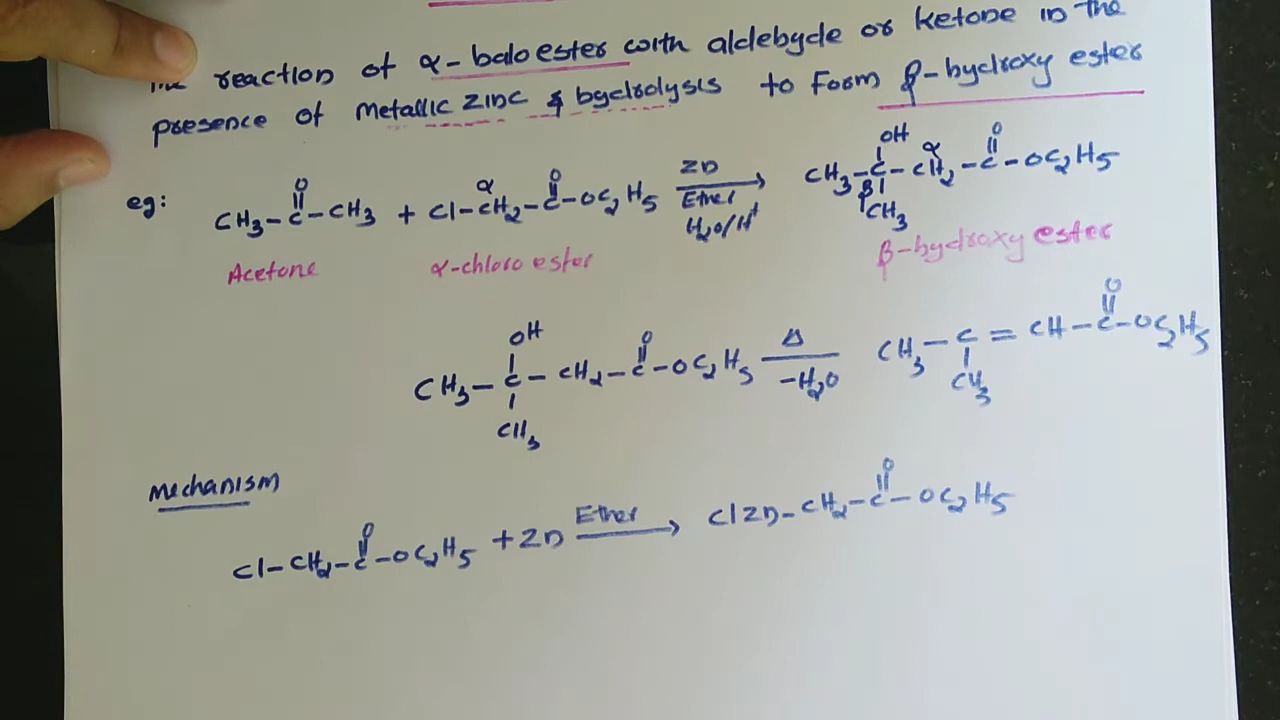 The reaction of α-haloester with aldehyde or ketone in the
presence of Metallic Zinc & hydrolysis to Form β-hydroxy ester
eg: CH3-C(=O)-CH3 + Cl-CH2(α)-C(=O)-OC2H5 —Zn / Ether / H2O/H+→ CH3-C(OH)(CH3)(β)-CH2(α)-C(=O)-OC2H5
Acetone α-chloro ester β-hydroxy ester
CH3-C(OH)(CH3)-CH2-C(=O)-OC2H5 —Δ / -H2O— CH3-C(CH3)=CH-C(=O)-OC2H5
Mechanism
Cl-CH2-C(=O)-OC2H5 + Zn —Ether→ ClZn-CH2-C(=O)-OC2H5